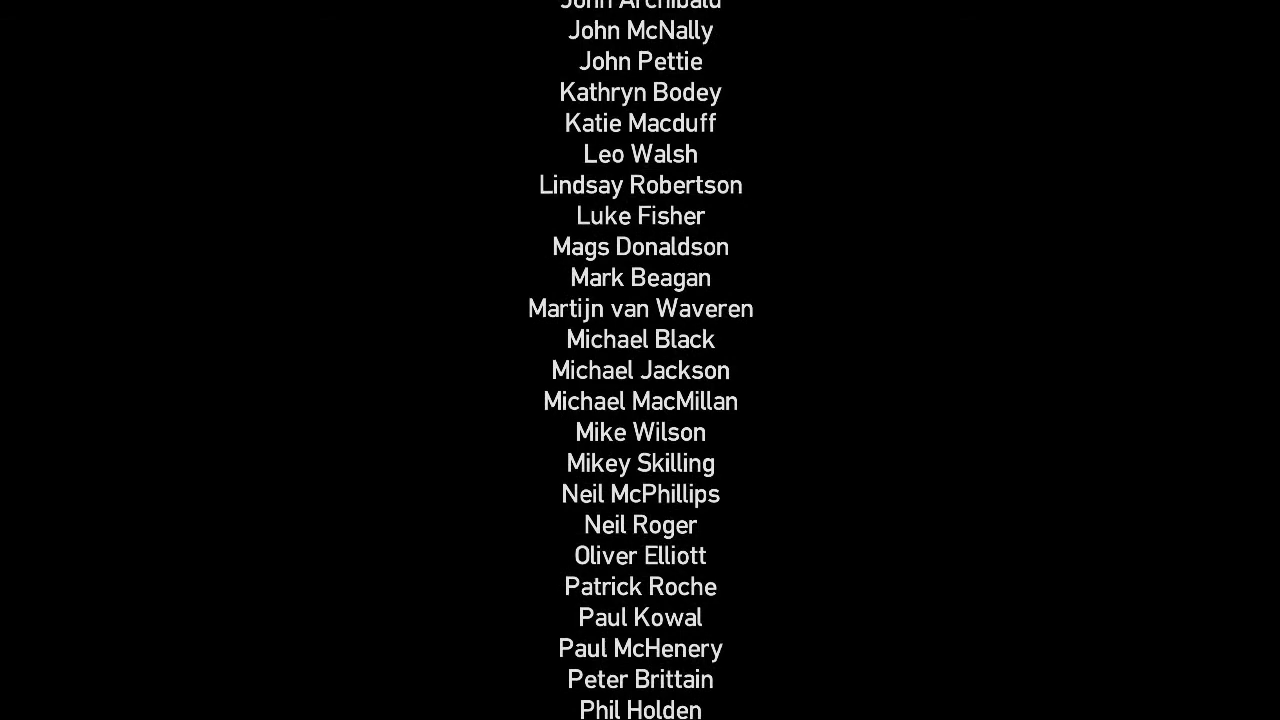 John Archibald
John McNally
John Pettie
Kathryn Bodey
Katie Macduff
Leo Walsh
Lindsay Robertson
Luke Fisher
Mags Donaldson
Mark Beagan
Martijn van Waveren
Michael Black
Michael Jackson
Michael MacMillan
Mike Wilson
Mikey Skilling
Neil McPhillips
Neil Roger
Oliver Elliott
Patrick Roche
Paul Kowal
Paul McHenery
Peter Brittain
Phil Holden